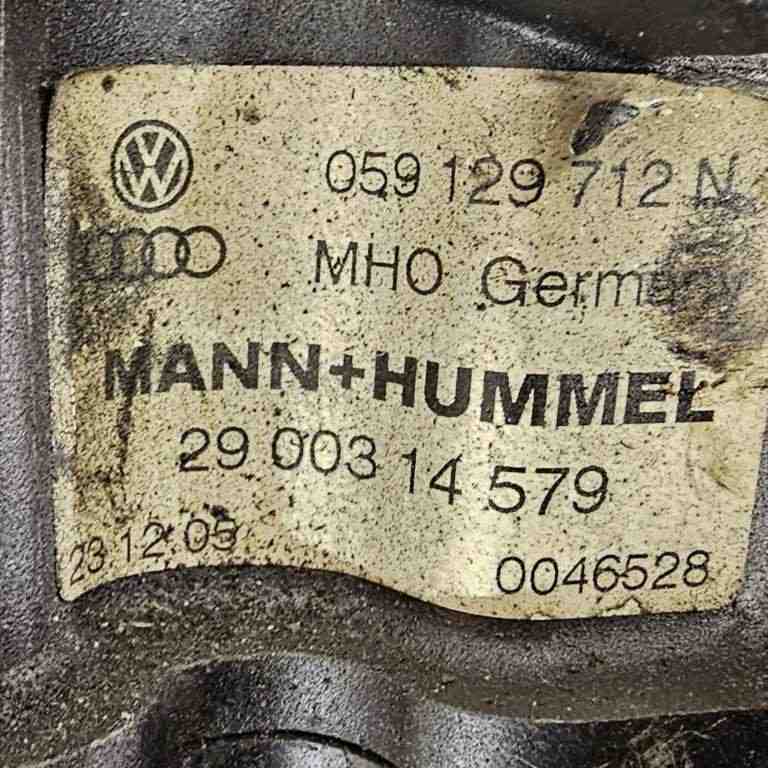 059 129 712 N
MHO Germany
MANN+HUMMEL
29 003 14 579
23 12 05
0046528